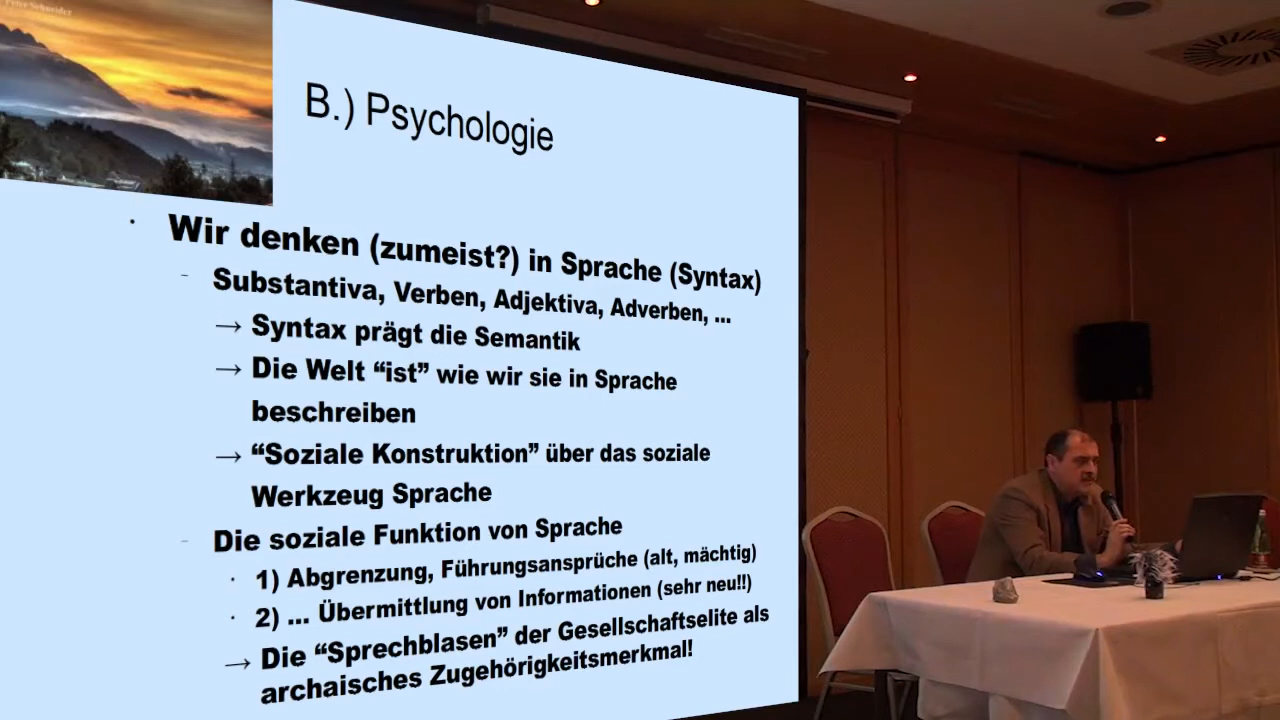 Peter Schneider
B.) Psychologie
• Wir denken (zumeist?) in Sprache (Syntax)
– Substantiva, Verben, Adjektiva, Adverben, ...
→ Syntax prägt die Semantik
→ Die Welt “ist” wie wir sie in Sprache
beschreiben
→ “Soziale Konstruktion” über das soziale
Werkzeug Sprache
– Die soziale Funktion von Sprache
• 1) Abgrenzung, Führungsansprüche (alt, mächtig)
• 2) ... Übermittlung von Informationen (sehr neu!!)
→ Die “Sprechblasen” der Gesellschaftselite als
archaisches Zugehörigkeitsmerkmal!